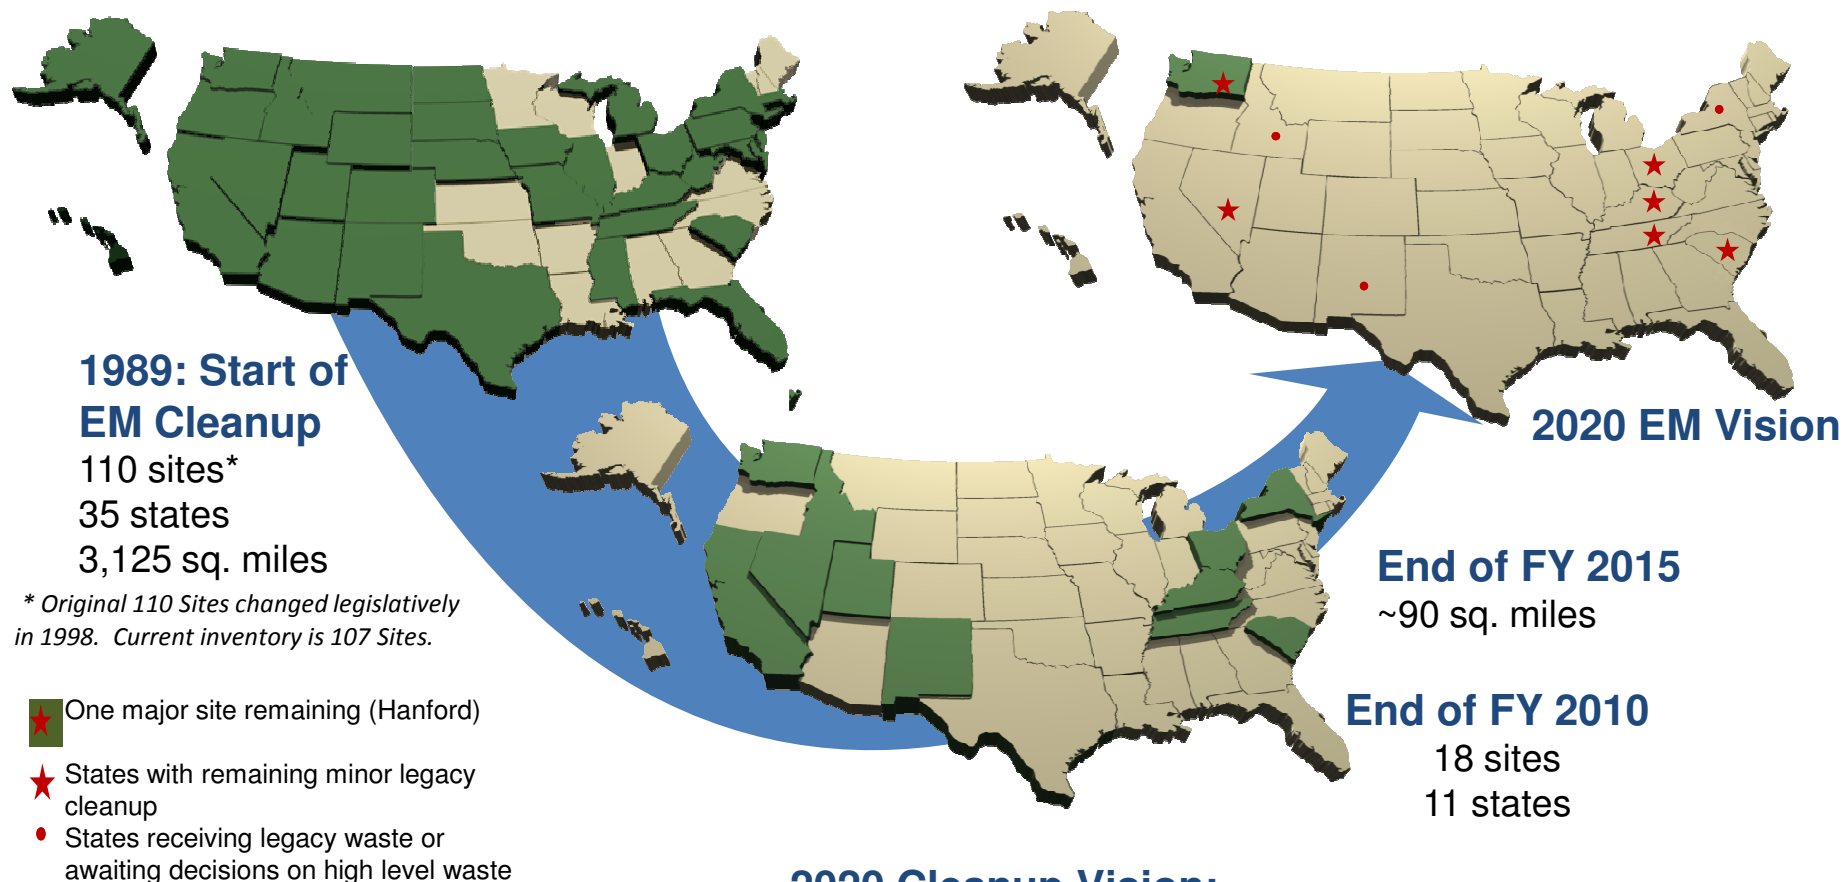 1989: Start of
EM Cleanup
110 sites*
35 states
3,125 sq. miles
* Original 110 Sites changed legislatively
in 1998. Current inventory is 107 Sites.
One major site remaining (Hanford)
States with remaining minor legacy
cleanup
States receiving legacy waste or
awaiting decisions on high level waste
2020 EM Vision
End of FY 2015
~90 sq. miles
End of FY 2010
18 sites
11 states
2020 Cleanup Vision: